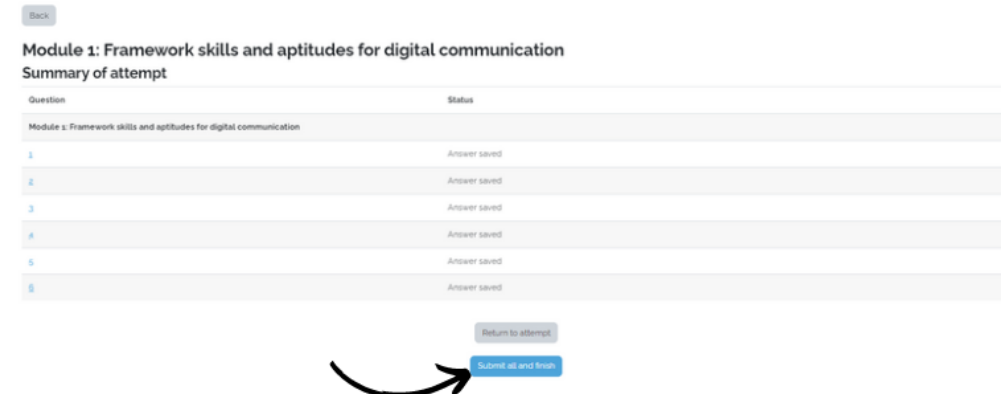 Back
Module 1: Framework skills and aptitudes for digital communication
Summary of attempt
Question Status
Module 1: Framework skills and aptitudes for digital communication
1 Answer saved
2 Answer saved
3 Answer saved
4 Answer saved
5 Answer saved
6 Answer saved
Return to attempt
Submit all and finish